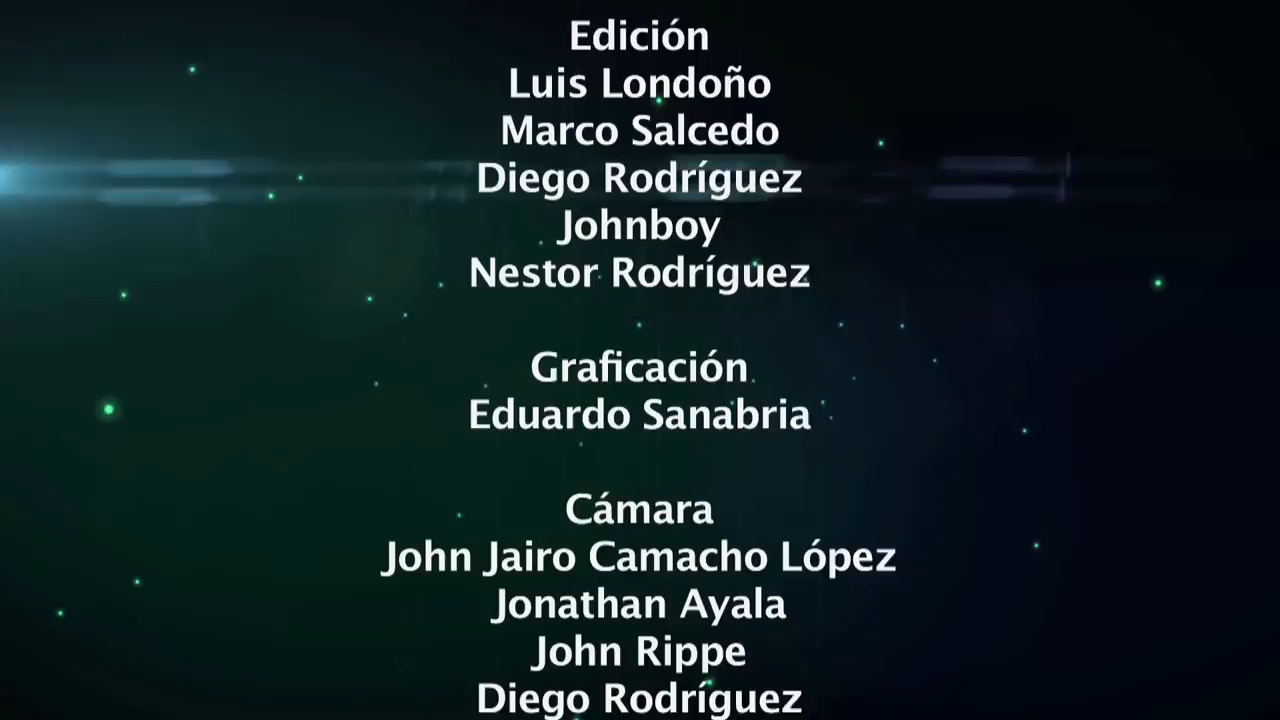 Edición
Luis Londoño
Marco Salcedo
Diego Rodríguez
Johnboy
Nestor Rodríguez
Graficación
Eduardo Sanabria
Cámara
John Jairo Camacho López
Jonathan Ayala
John Rippe
Diego Rodríguez